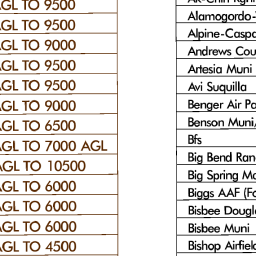 AGL TO 9500
AGL TO 9500
AGL TO 9000
AGL TO 9500
AGL TO 9500
AGL TO 9000
AGL TO 6500
AGL TO 7000 AGL
AGL TO 10500
AGL TO 6000
AGL TO 6000
AGL TO 6000
AGL TO 4500
Alamogordo-
Alpine-Caspa
Andrews Cou
Artesia Muni
Avi Suquilla
Benger Air Pa
Benson Muni/
Bfs
Big Bend Ran
Big Spring Mc
Biggs AAF (Fo
Bisbee Dougl
Bisbee Muni
Bishop Airfiel